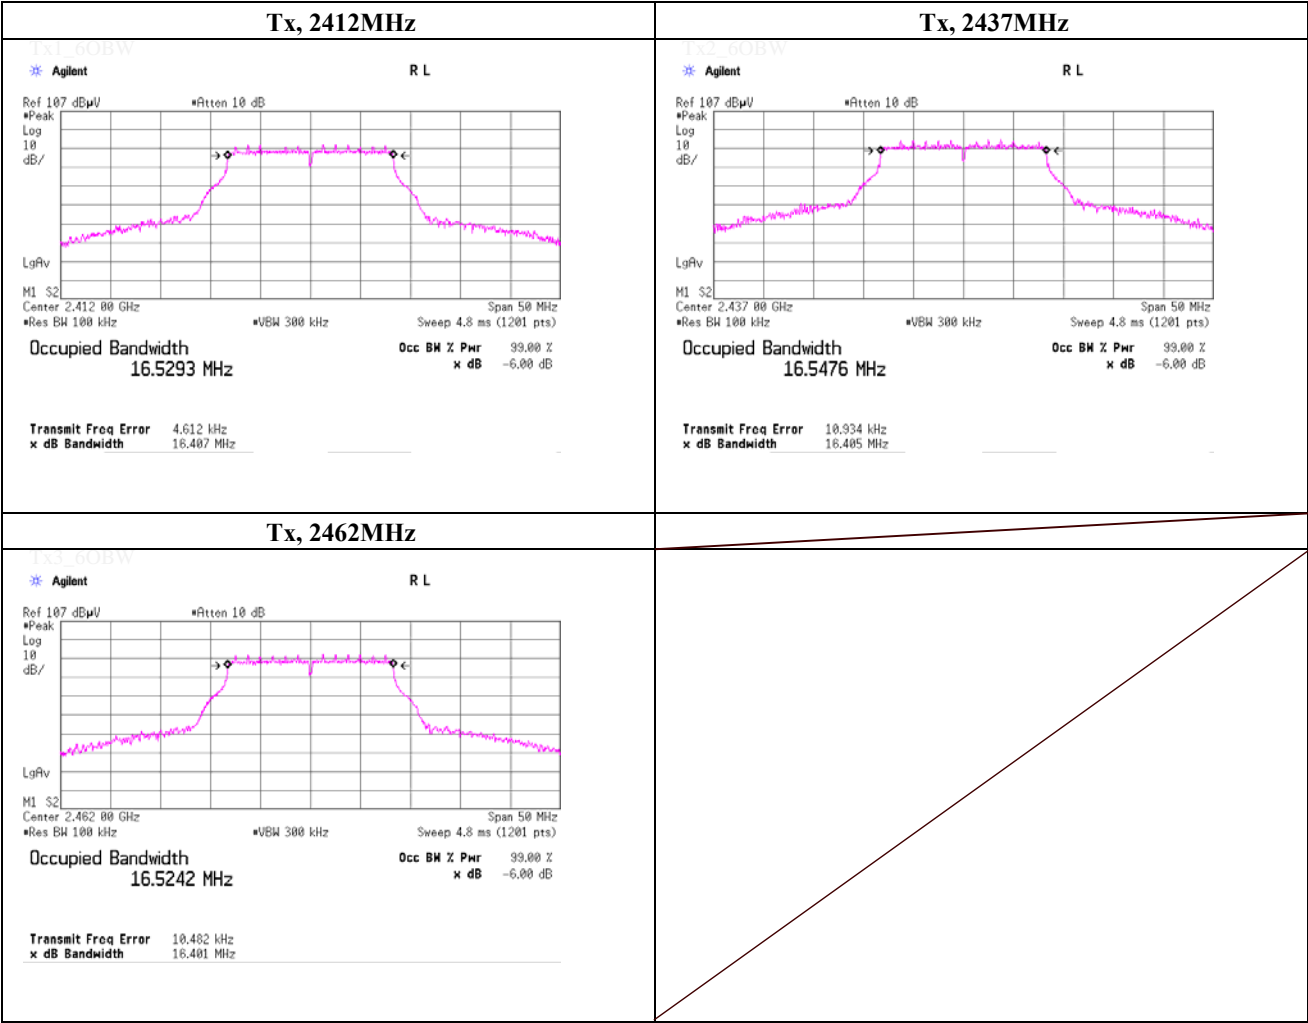 Tx, 2412MHz
Tx1_6OBW
Agilent R L
Ref 107 dBµV #Atten 10 dB
#Peak
Log
10
dB/
LgAv
M1 S2
Center 2.412 00 GHz Span 50 MHz
#Res BW 100 kHz #VBW 300 kHz Sweep 4.8 ms (1201 pts)
Occupied Bandwidth Occ BW % Pwr 99.00 %
16.5293 MHz x dB -6.00 dB
Transmit Freq Error 4.612 kHz
x dB Bandwidth 16.407 MHz
Tx, 2437MHz
Tx2_6OBW
Agilent R L
Ref 107 dBµV #Atten 10 dB
#Peak
Log
10
dB/
LgAv
M1 S2
Center 2.437 00 GHz Span 50 MHz
#Res BW 100 kHz #VBW 300 kHz Sweep 4.8 ms (1201 pts)
Occupied Bandwidth Occ BW % Pwr 99.00 %
16.5476 MHz x dB -6.00 dB
Transmit Freq Error 10.934 kHz
x dB Bandwidth 16.405 MHz
Tx, 2462MHz
Tx3_6OBW
Agilent R L
Ref 107 dBµV #Atten 10 dB
#Peak
Log
10
dB/
LgAv
M1 S2
Center 2.462 00 GHz Span 50 MHz
#Res BW 100 kHz #VBW 300 kHz Sweep 4.8 ms (1201 pts)
Occupied Bandwidth Occ BW % Pwr 99.00 %
16.5242 MHz x dB -6.00 dB
Transmit Freq Error 10.482 kHz
x dB Bandwidth 16.401 MHz